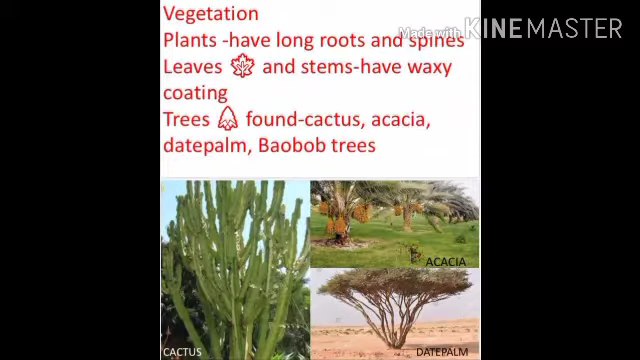 Vegetation
Made with KINEMASTER
Plants -have long roots and spines
Leaves 🍁 and stems-have waxy
coating
Trees 🌲 found-cactus, acacia,
datepalm, Baobob trees
ACACIA
CACTUS
DATEPALM